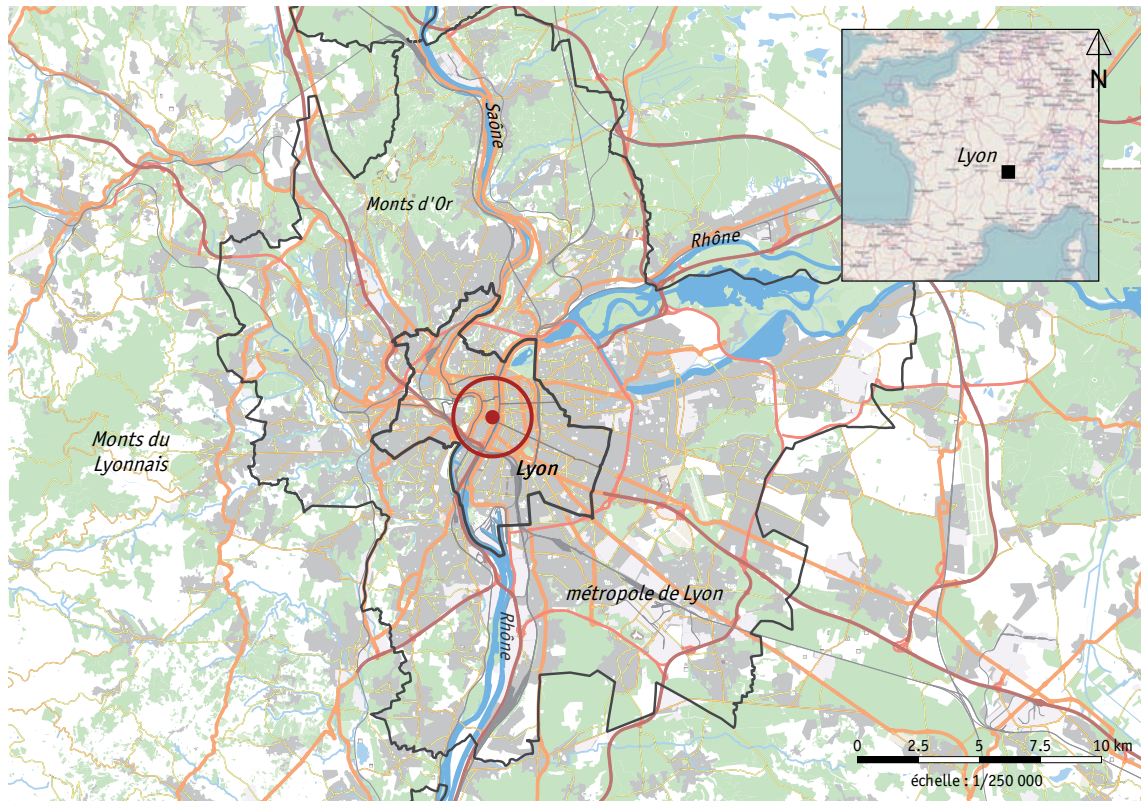 Saône
N
Lyon
Monts d'Or
Rhône
Monts du
Lyonnais
Lyon
métropole de Lyon
Rhône
0 2.5 5 7.5 10 km
échelle : 1/250 000